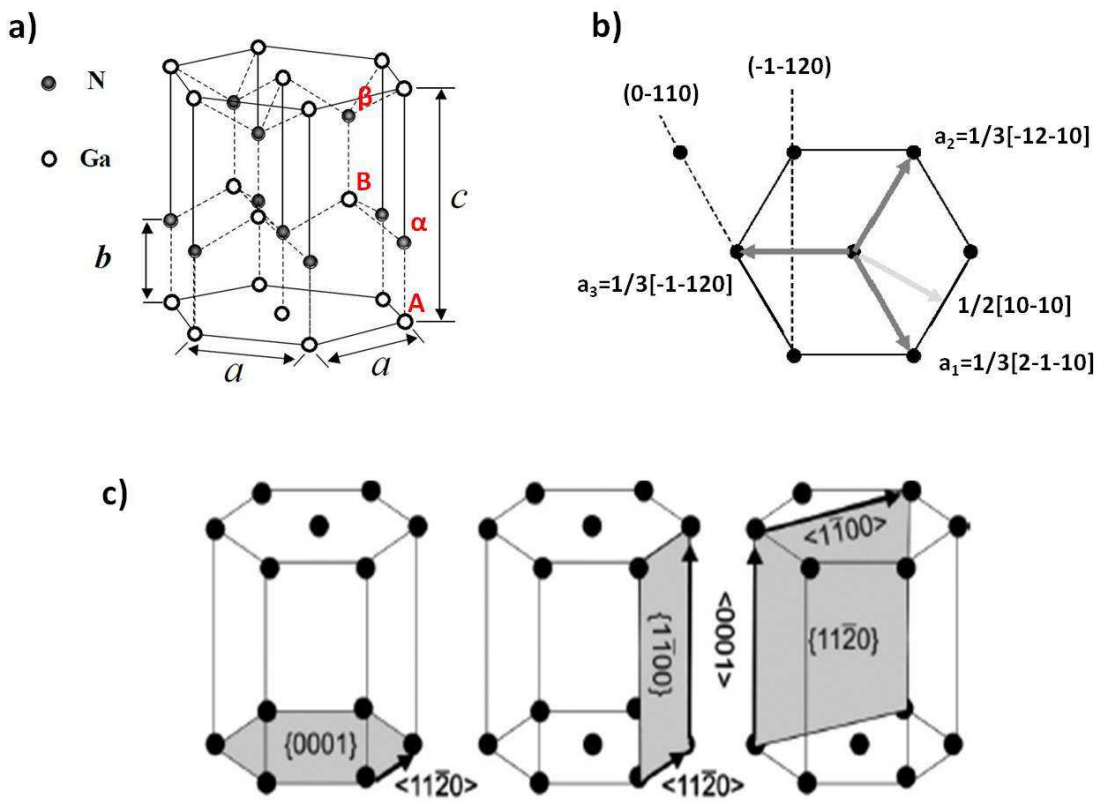 a)
N
Ga
β
B
α
A
b
c
a
a
b)
(-1-120)
(0-110)
a₂=1/3[-12-10]
a₃=1/3[-1-120]
1/2[10-10]
a₁=1/3[2-1-10]
c)
{0001}
<112̅0>
{11̅00}
<112̅0>
<0001>
<11̅00>
{112̅0}